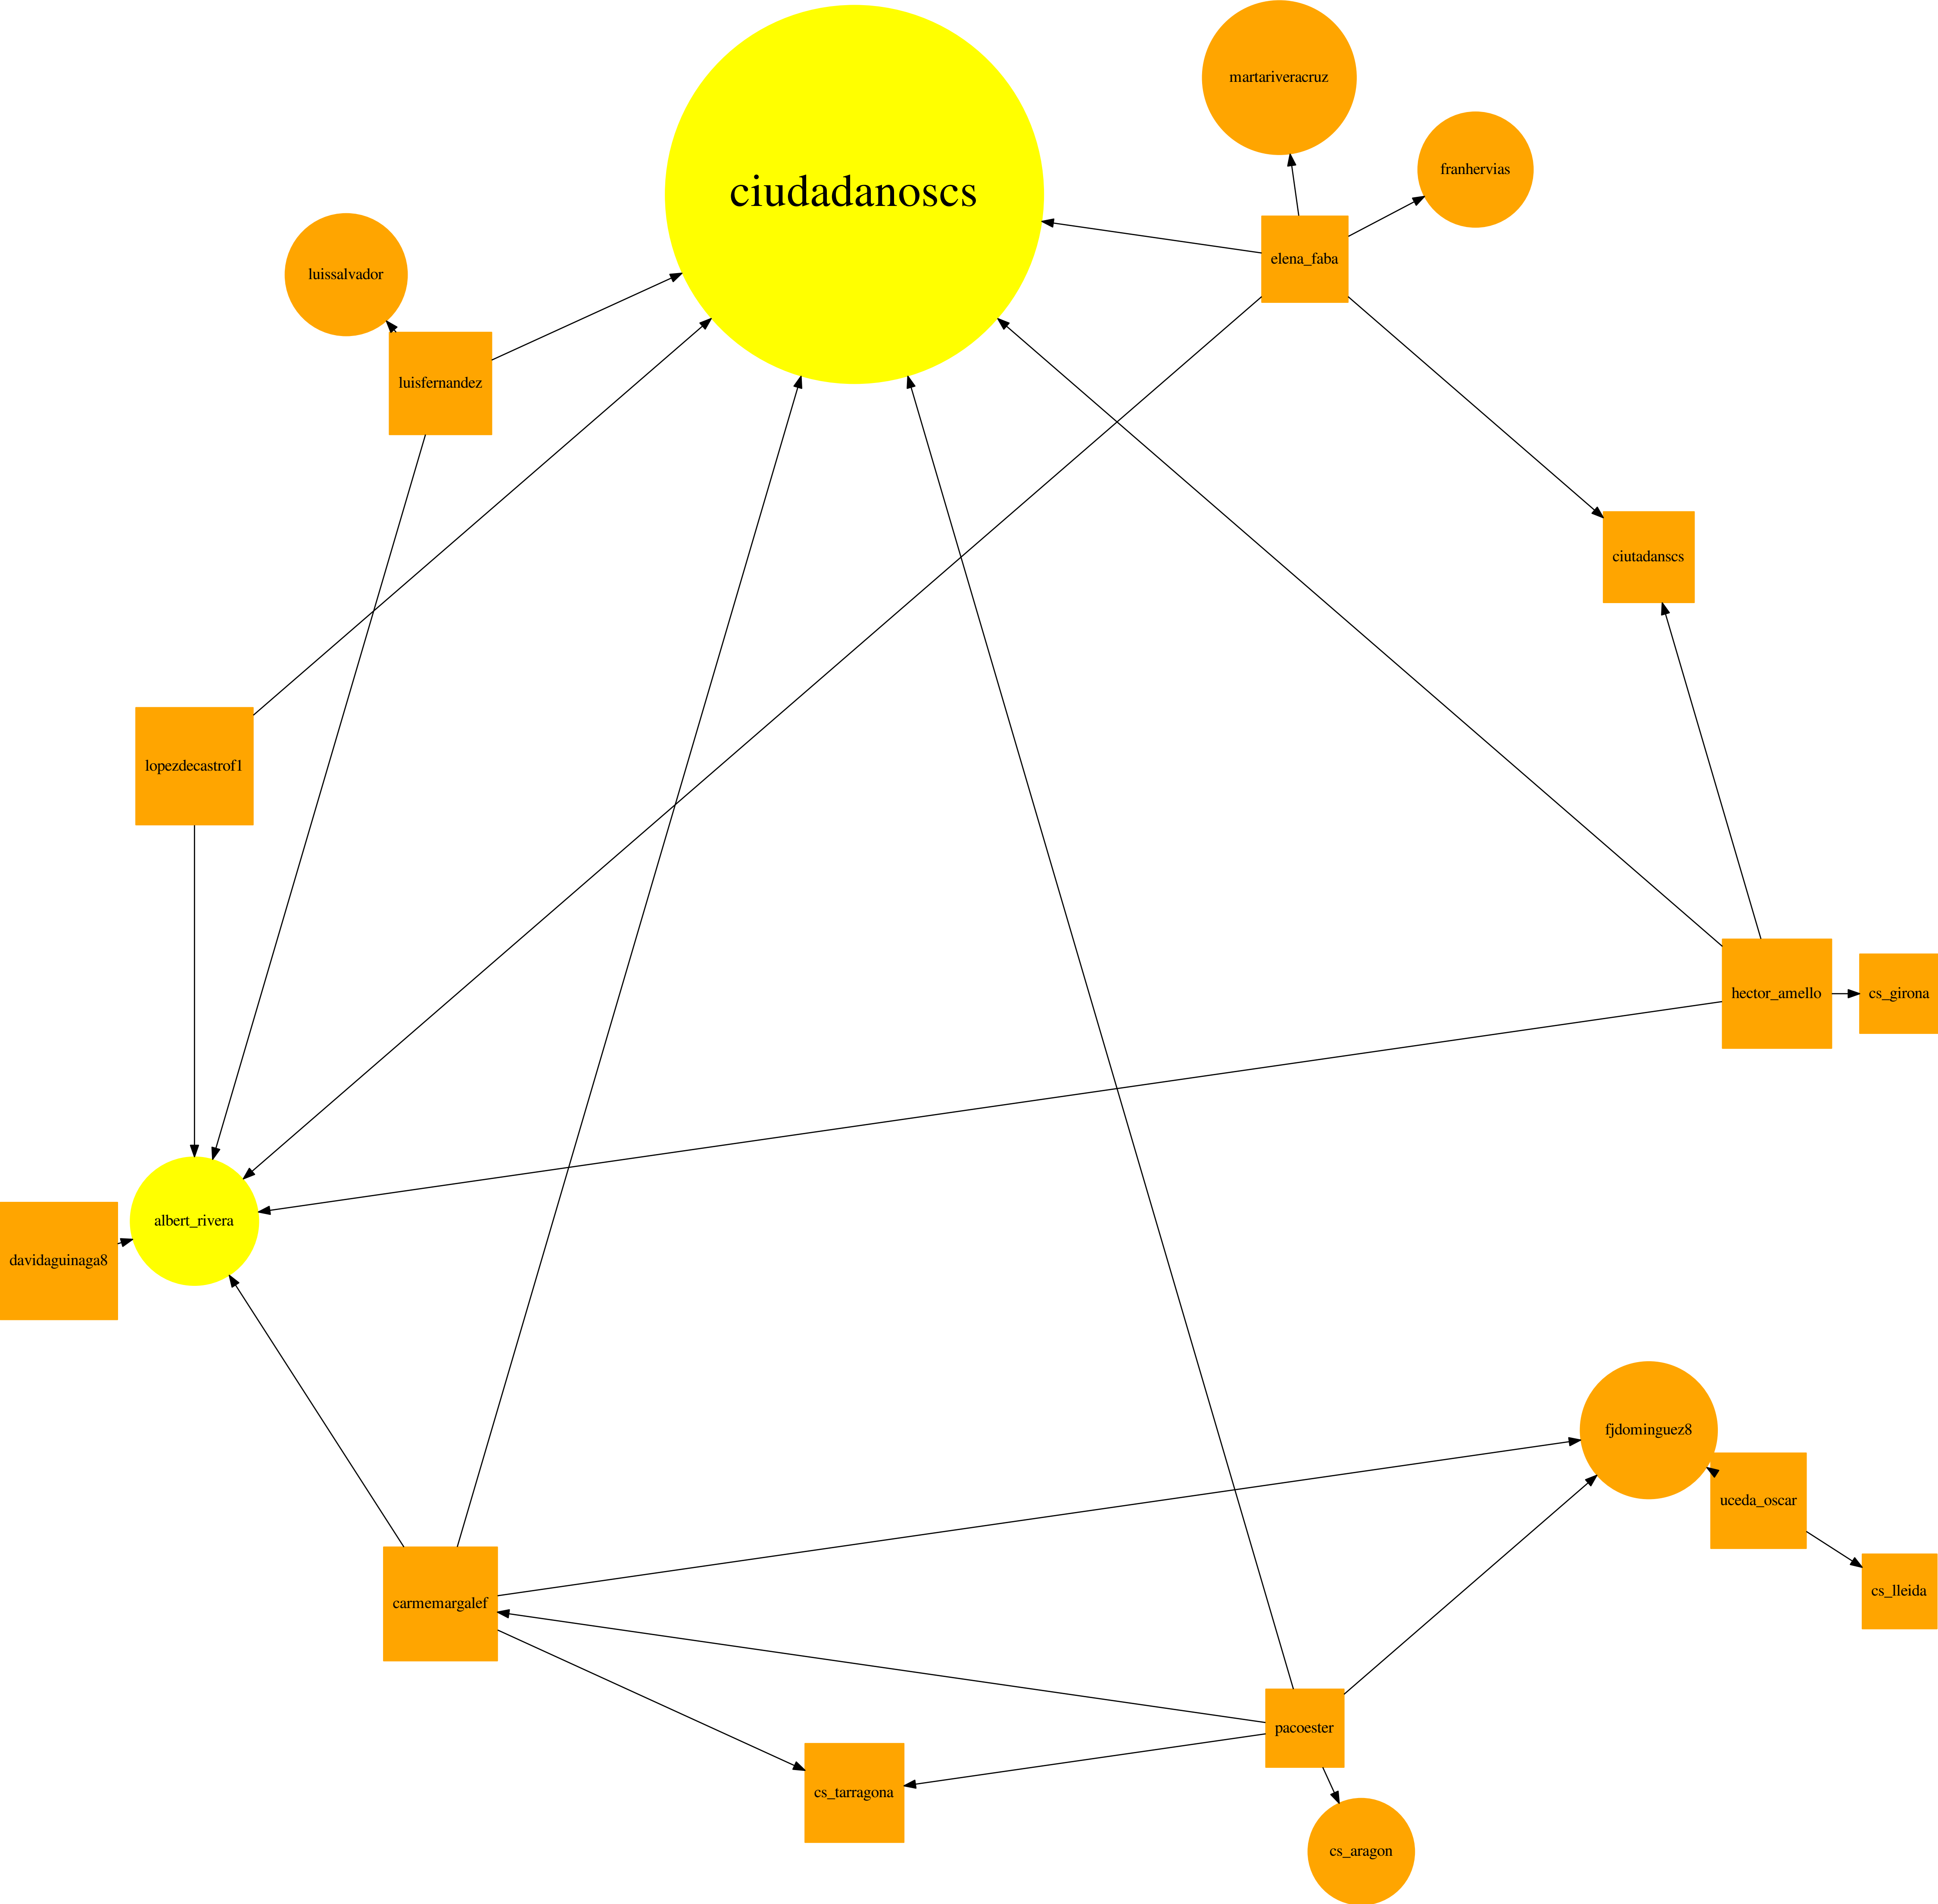 martariveracruz
franhervias
ciudadanoscs
elena_faba
luissalvador
luisfernandez
ciutadanscs
lopezdecastrof1
hector_amello
cs_girona
albert_rivera
davidaguinaga8
fjdominguez8
uceda_oscar
cs_lleida
carmemargalef
pacoester
cs_tarragona
cs_aragon